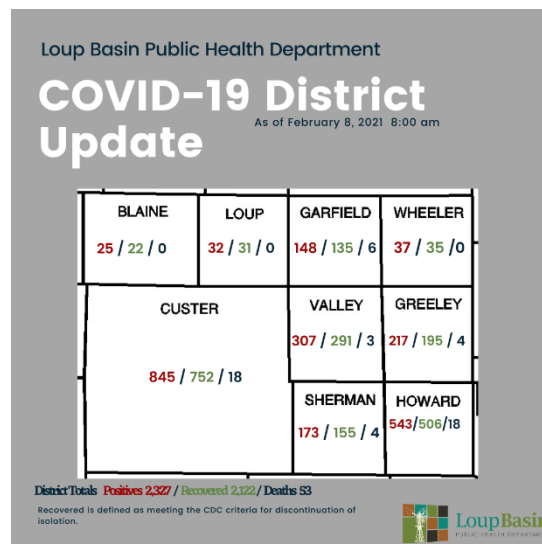 Loup Basin Public Health Department
COVID-19 District
Update
As of February 8, 2021 8:00 am
BLAINE
25 / 22 / 0
LOUP
32 / 31 / 0
GARFIELD
148 / 135 / 6
WHEELER
37 / 35 /0
CUSTER
845 / 752 / 18
VALLEY
307 / 291 / 3
GREELEY
217 / 195 / 4
SHERMAN
173 / 155 / 4
HOWARD
543/506/18
District Totals Positives 2,327 / Recovered 2,122 / Deaths 53
Recovered is defined as meeting the CDC criteria for discontinuation of
isolation.
LoupBasin
PUBLIC HEALTH DEPARTMENT